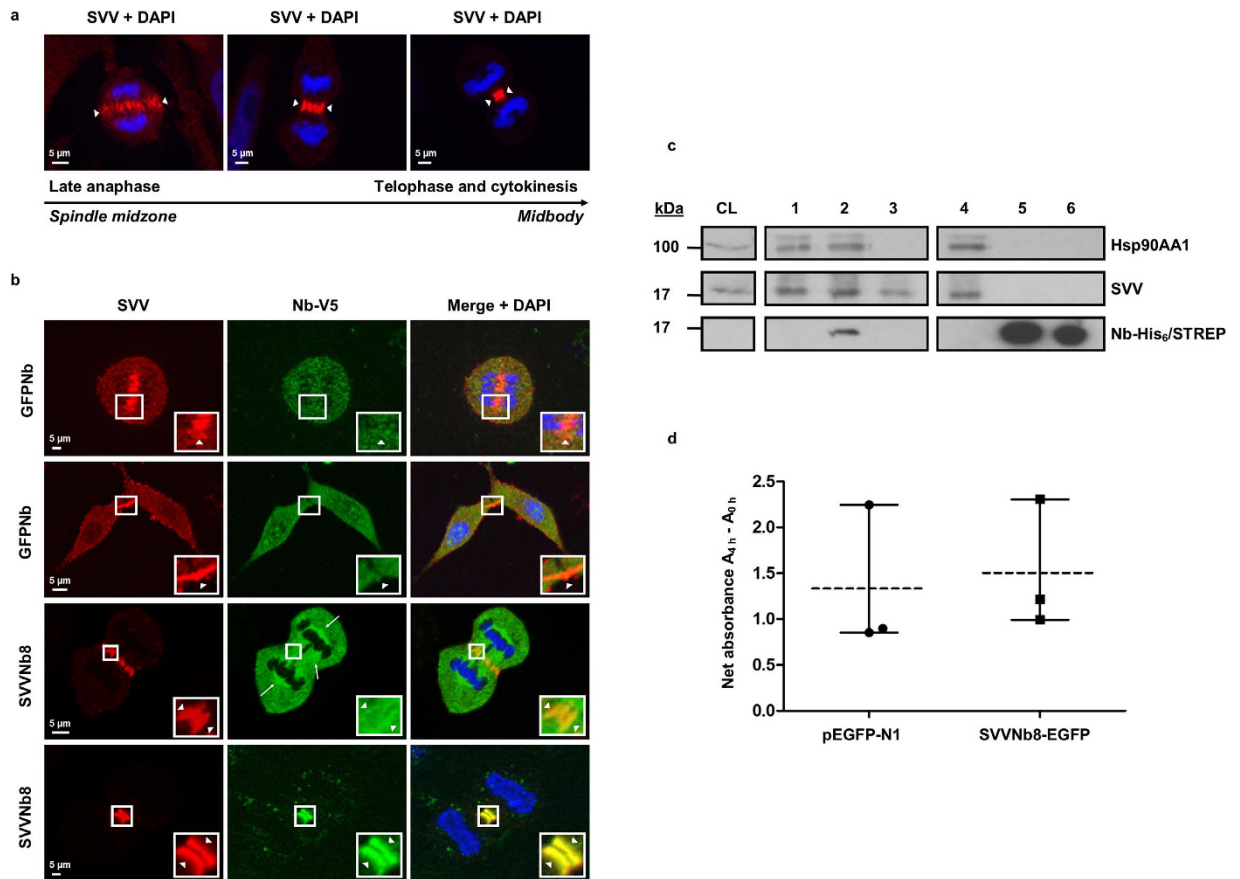 a
SVV + DAPI SVV + DAPI SVV + DAPI
5 µm 5 µm 5 µm
Late anaphase Telophase and cytokinesis
Spindle midzone Midbody
b
SVV Nb-V5 Merge + DAPI
GFPNb
5 µm
GFPNb
5 µm
SVVNb8
5 µm
SVVNb8
5 µm
c
kDa CL 1 2 3 4 5 6
100 Hsp90AA1
17 SVV
17 Nb-His₆/STREP
d
Net absorbance A₄ₕ - A₀ₕ
2.5
2.0
1.5
1.0
0.5
0.0
pEGFP-N1 SVVNb8-EGFP